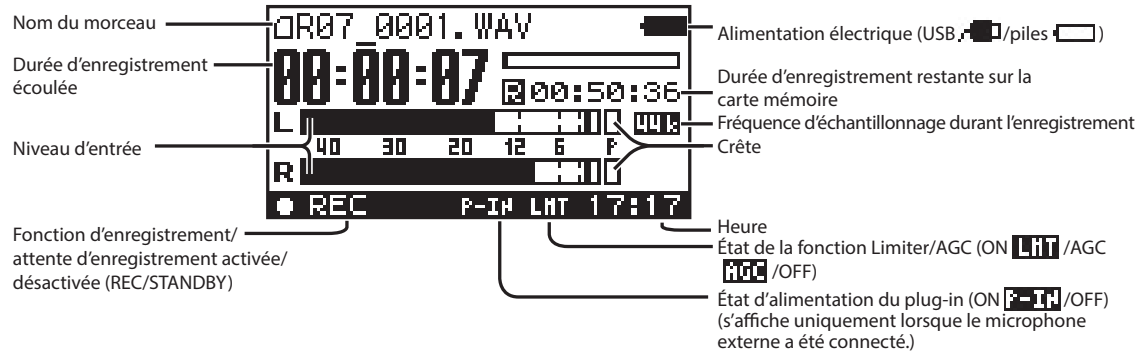 Nom du morceau
Durée d'enregistrement
écoulée
Niveau d'entrée
Fonction d'enregistrement/
attente d'enregistrement activée/
désactivée (REC/STANDBY)
R07_0001.WAV
00:00:07
R 00:50:36
L
44k
40 30 20 12 6 P
R
REC P-IN LMT 17:17
Alimentation électrique (USB /piles )
Durée d'enregistrement restante sur la
carte mémoire
Fréquence d'échantillonnage durant l'enregistrement
Crête
Heure
État de la fonction Limiter/AGC (ON LMT /AGC
AGC /OFF)
État d'alimentation du plug-in (ON P-IN /OFF)
(s'affiche uniquement lorsque le microphone
externe a été connecté.)